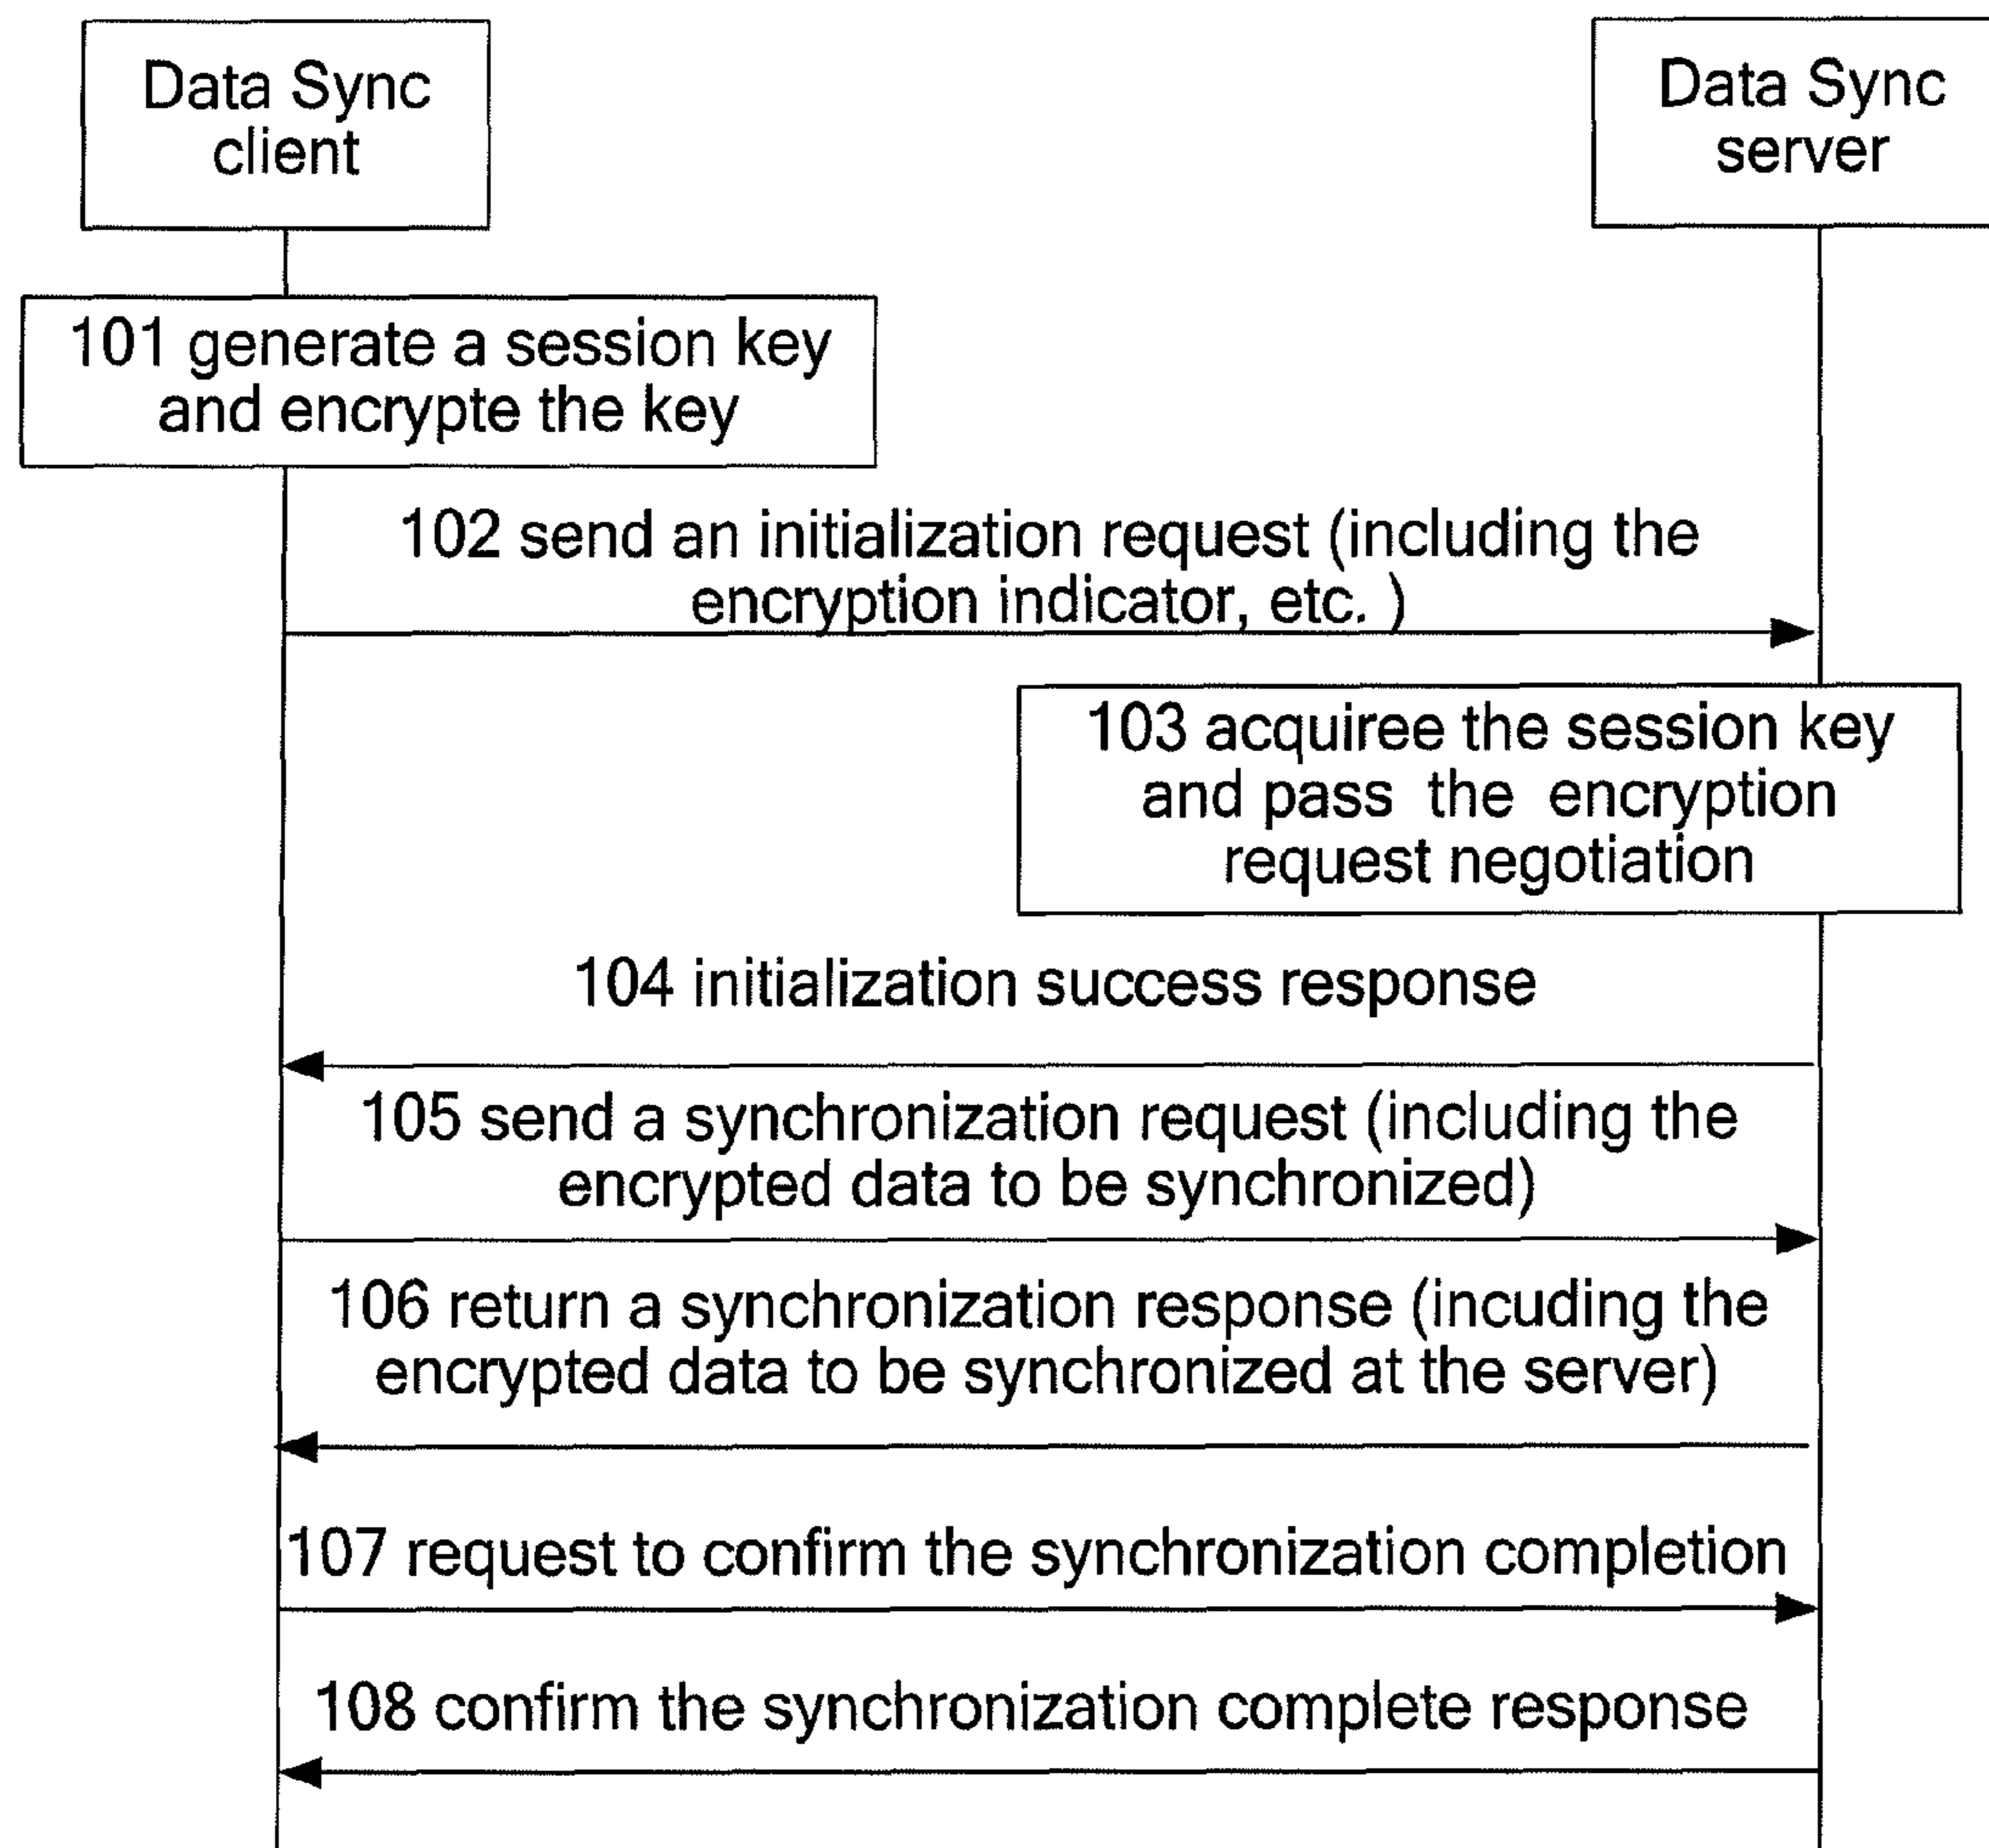 Data Sync
client
Data Sync
server
101 generate a session key
and encrypte the key
102 send an initialization request (including the
encryption indicator, etc. )
103 acquiree the session key
and pass the encryption
request negotiation
104 initialization success response
105 send a synchronization request (including the
encrypted data to be synchronized)
106 return a synchronization response (incuding the
encrypted data to be synchronized at the server)
107 request to confirm the synchronization completion
108 confirm the synchronization complete response